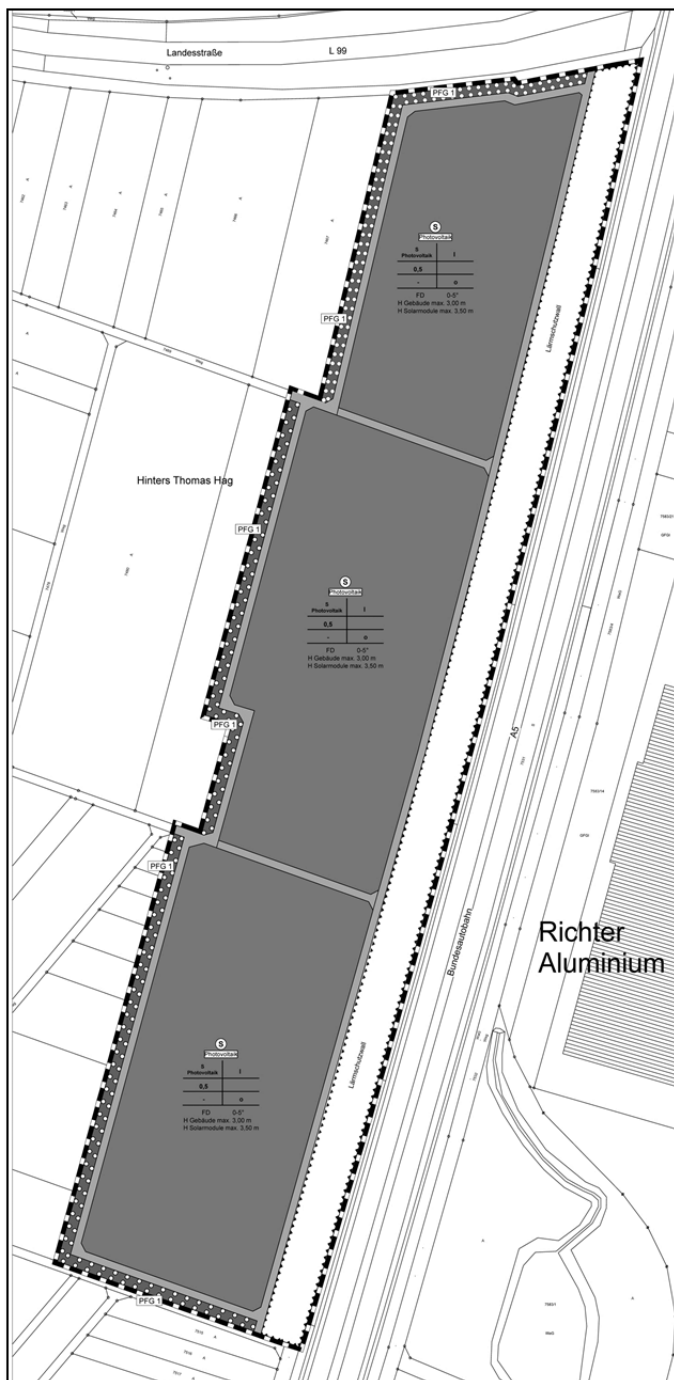 Landesstraße
L 99
PFG 1
S
Photovoltaik
S
Photovoltaik
I
0,5
-
o
FD 0-5°
H Gebäude max. 3,00 m
H Solarmodule max. 3,50 m
Lärmschutzwall
PFG 1
Hinters Thomas Hag
PFG 1
S
Photovoltaik
S
Photovoltaik
I
0,5
-
o
FD 0-5°
H Gebäude max. 3,00 m
H Solarmodule max. 3,50 m
PFG 1
A5
PFG 1
Bundesautobahn
Richter
Aluminium
S
Photovoltaik
S
Photovoltaik
I
0,5
-
o
FD 0-5°
H Gebäude max. 3,00 m
H Solarmodule max. 3,50 m
Lärmschutzwall
PFG 1